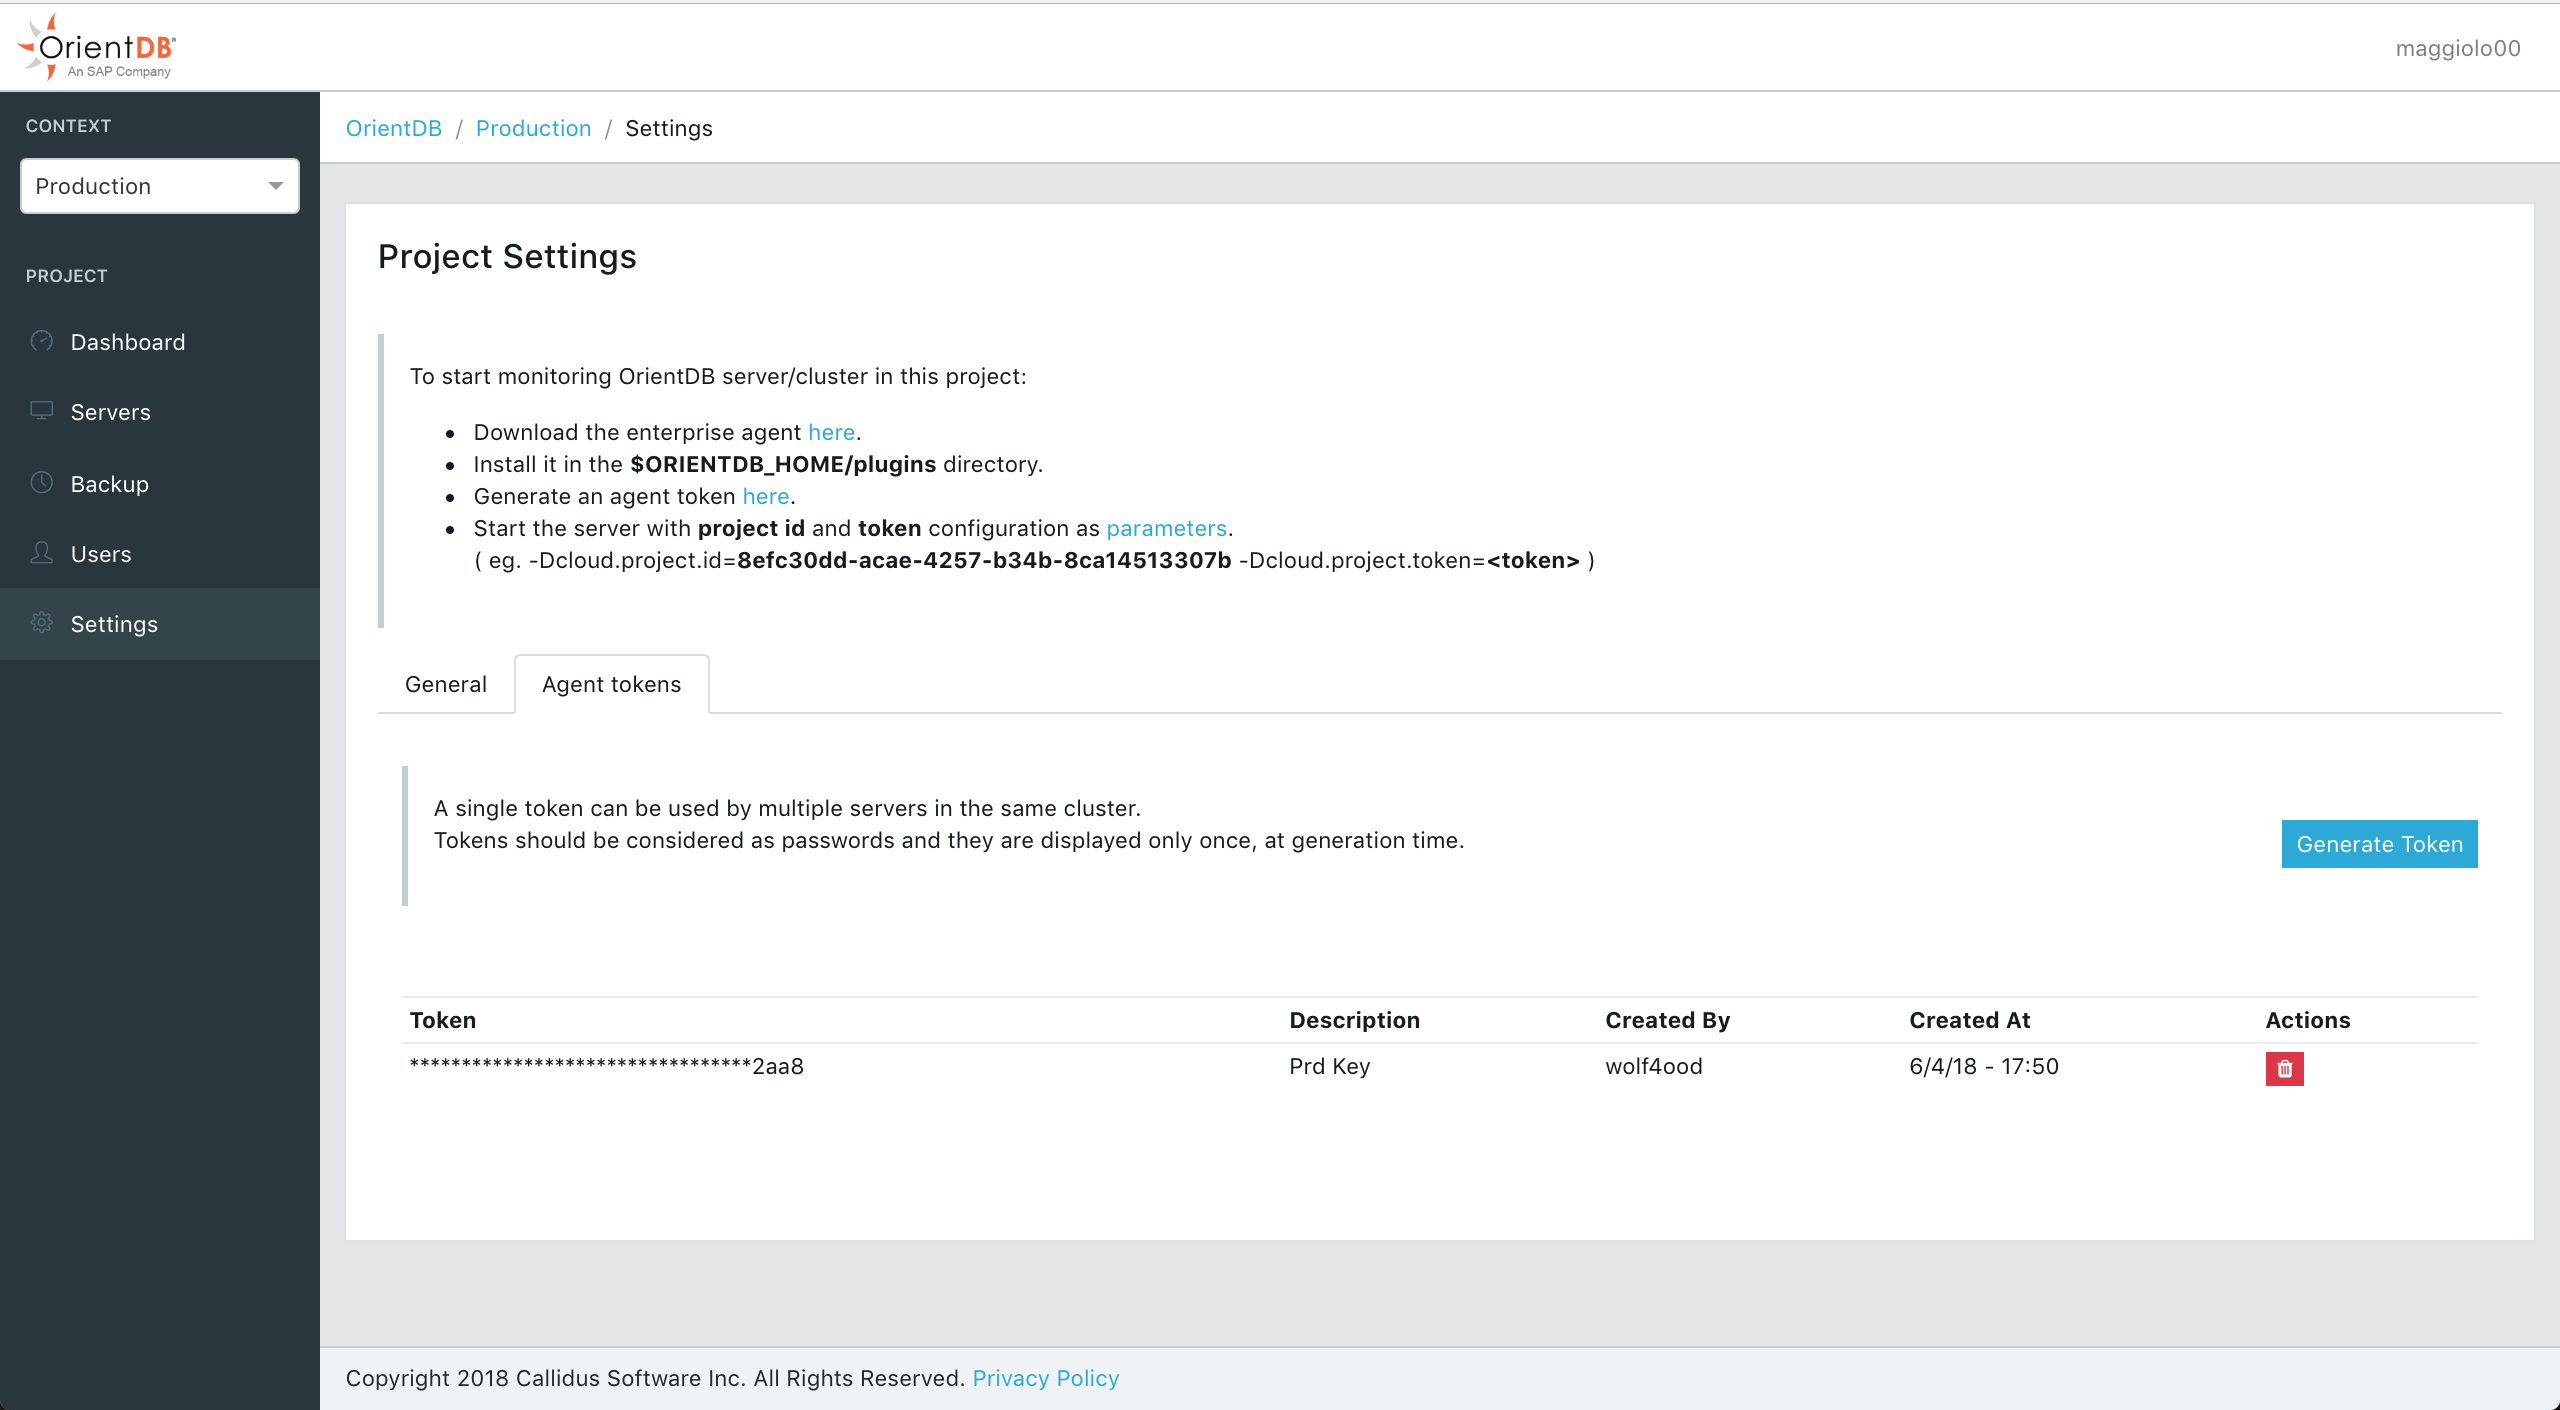 OrientDB®
An SAP Company
maggiolo00
CONTEXT
Production
PROJECT
Dashboard
Servers
Backup
Users
Settings
OrientDB / Production / Settings
Project Settings
To start monitoring OrientDB server/cluster in this project:
• Download the enterprise agent here.
• Install it in the $ORIENTDB_HOME/plugins directory.
• Generate an agent token here.
• Start the server with project id and token configuration as parameters.
( eg. -Dcloud.project.id=8efc30dd-acae-4257-b34b-8ca14513307b -Dcloud.project.token=<token> )
General Agent tokens
A single token can be used by multiple servers in the same cluster.
Tokens should be considered as passwords and they are displayed only once, at generation time.
Generate Token
Token Description Created By Created At Actions
*********************************2aa8 Prd Key wolf4ood 6/4/18 - 17:50
Copyright 2018 Callidus Software Inc. All Rights Reserved. Privacy Policy